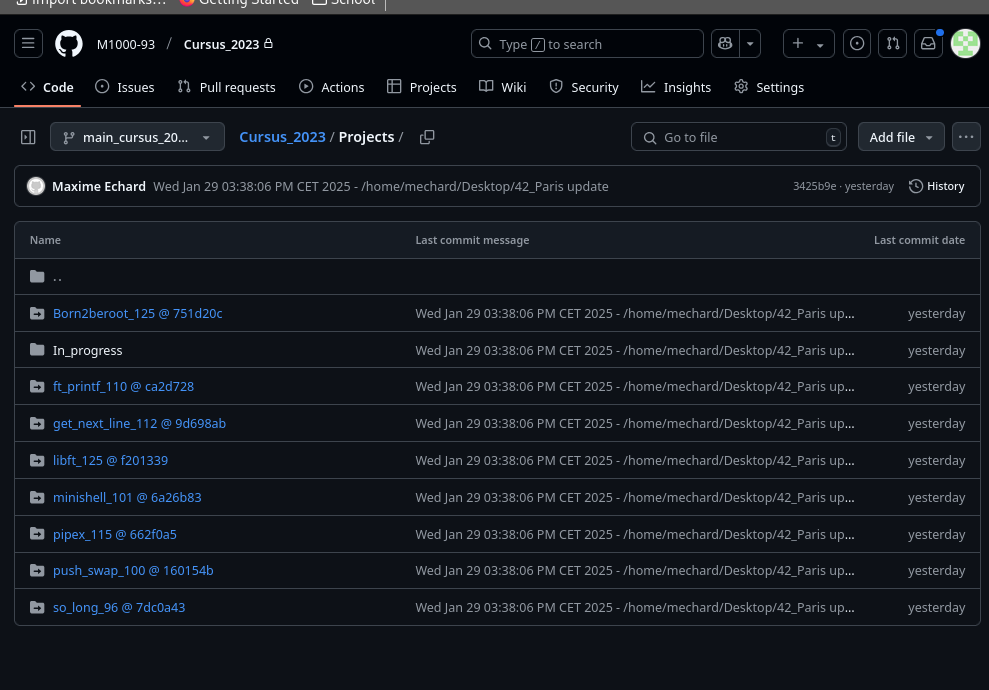 Import bookmarks... Getting Started School
M1000-93 / Cursus_2023
Type / to search
Code Issues Pull requests Actions Projects Wiki Security Insights Settings
main_cursus_20... Cursus_2023 / Projects / Go to file t Add file ...
Maxime Echard Wed Jan 29 03:38:06 PM CET 2025 - /home/mechard/Desktop/42_Paris update 3425b9e · yesterday History
Name Last commit message Last commit date
..
Born2beroot_125 @ 751d20c Wed Jan 29 03:38:06 PM CET 2025 - /home/mechard/Desktop/42_Paris up... yesterday
In_progress Wed Jan 29 03:38:06 PM CET 2025 - /home/mechard/Desktop/42_Paris up... yesterday
ft_printf_110 @ ca2d728 Wed Jan 29 03:38:06 PM CET 2025 - /home/mechard/Desktop/42_Paris up... yesterday
get_next_line_112 @ 9d698ab Wed Jan 29 03:38:06 PM CET 2025 - /home/mechard/Desktop/42_Paris up... yesterday
libft_125 @ f201339 Wed Jan 29 03:38:06 PM CET 2025 - /home/mechard/Desktop/42_Paris up... yesterday
minishell_101 @ 6a26b83 Wed Jan 29 03:38:06 PM CET 2025 - /home/mechard/Desktop/42_Paris up... yesterday
pipex_115 @ 662f0a5 Wed Jan 29 03:38:06 PM CET 2025 - /home/mechard/Desktop/42_Paris up... yesterday
push_swap_100 @ 160154b Wed Jan 29 03:38:06 PM CET 2025 - /home/mechard/Desktop/42_Paris up... yesterday
so_long_96 @ 7dc0a43 Wed Jan 29 03:38:06 PM CET 2025 - /home/mechard/Desktop/42_Paris up... yesterday